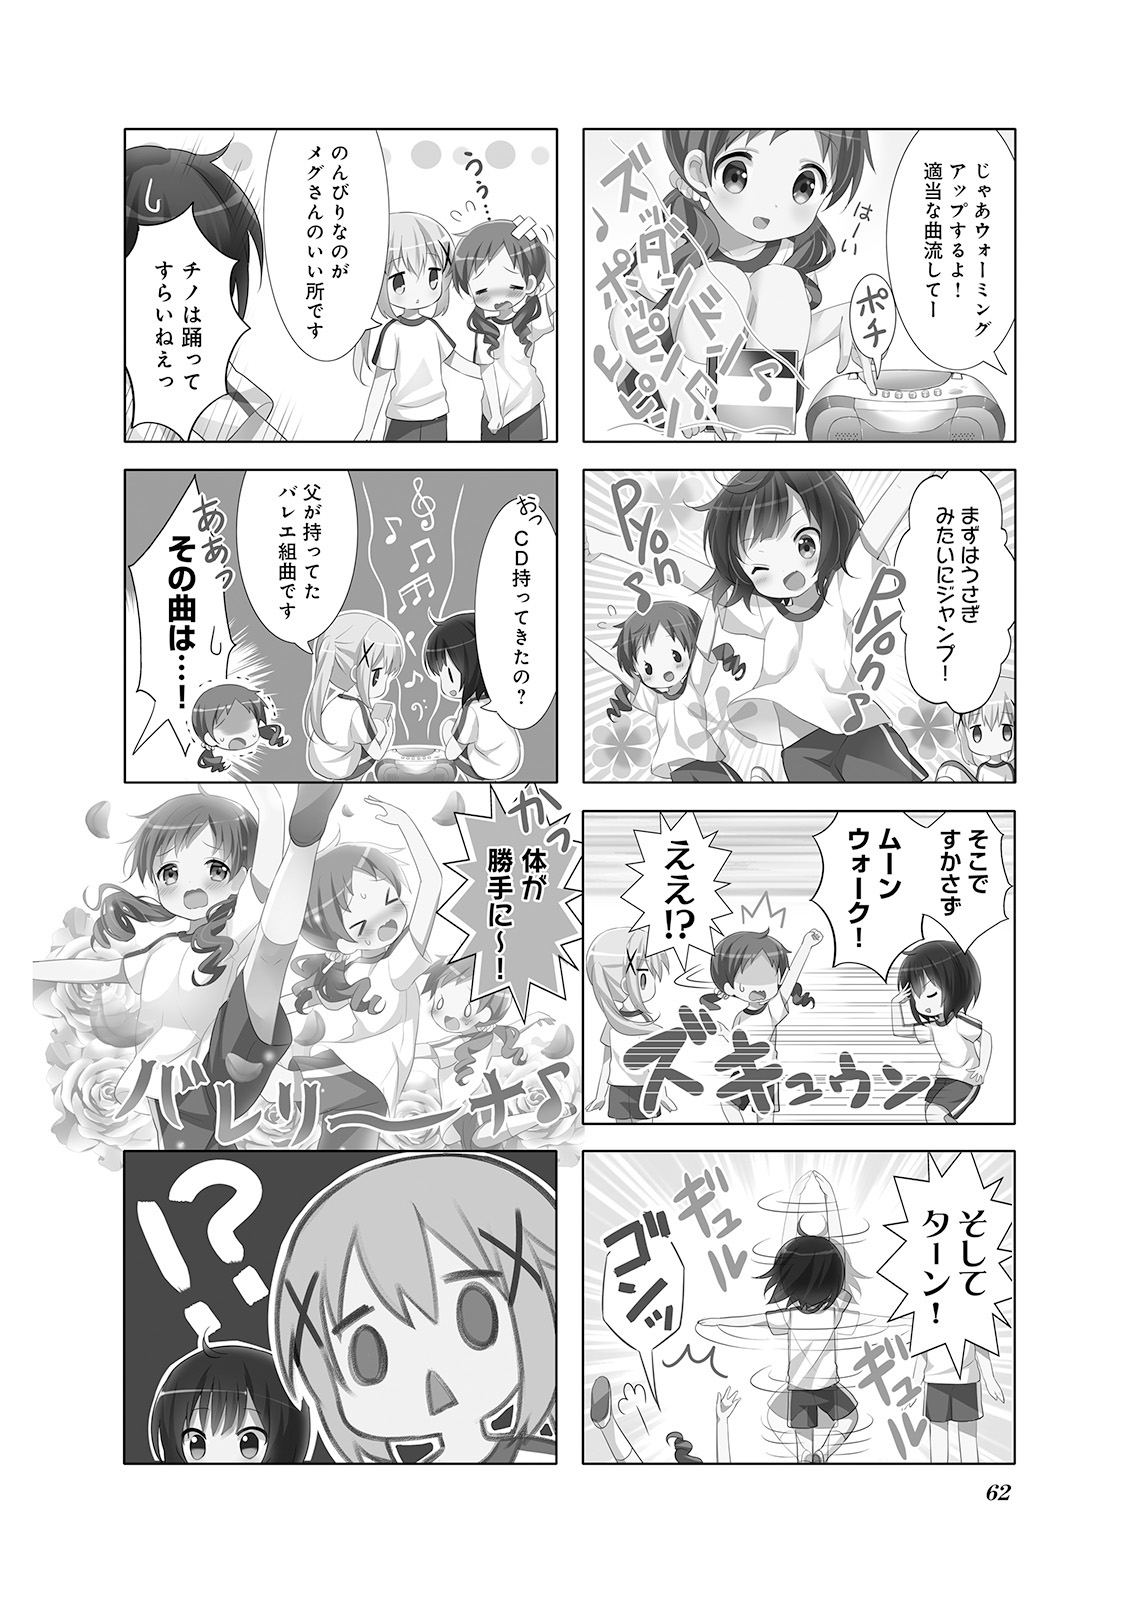 じゃあウォーミング
アップするよ！
適当な曲流してー
はーい
ポチ
ズッダンドン♪
ポッピンピピン♪
まずはうさぎ
みたいにジャンプ！
Pyon♪
Pyon♪
そこで
すかさず
ムーン
ウォーク！
ええ!?
ズキュウン
そして
ターン！
ギュル
ギュル
ゴンッ
うぅ…
のんびりなのが
メグさんのいい所です
チノは踊って
すらいねえっ
おっ
CD持ってきたの？
父が持ってた
バレエ組曲です
ああっ
その曲は…！
かっ
体が
勝手に〜！
バレリ〜ナ♪
!?
62